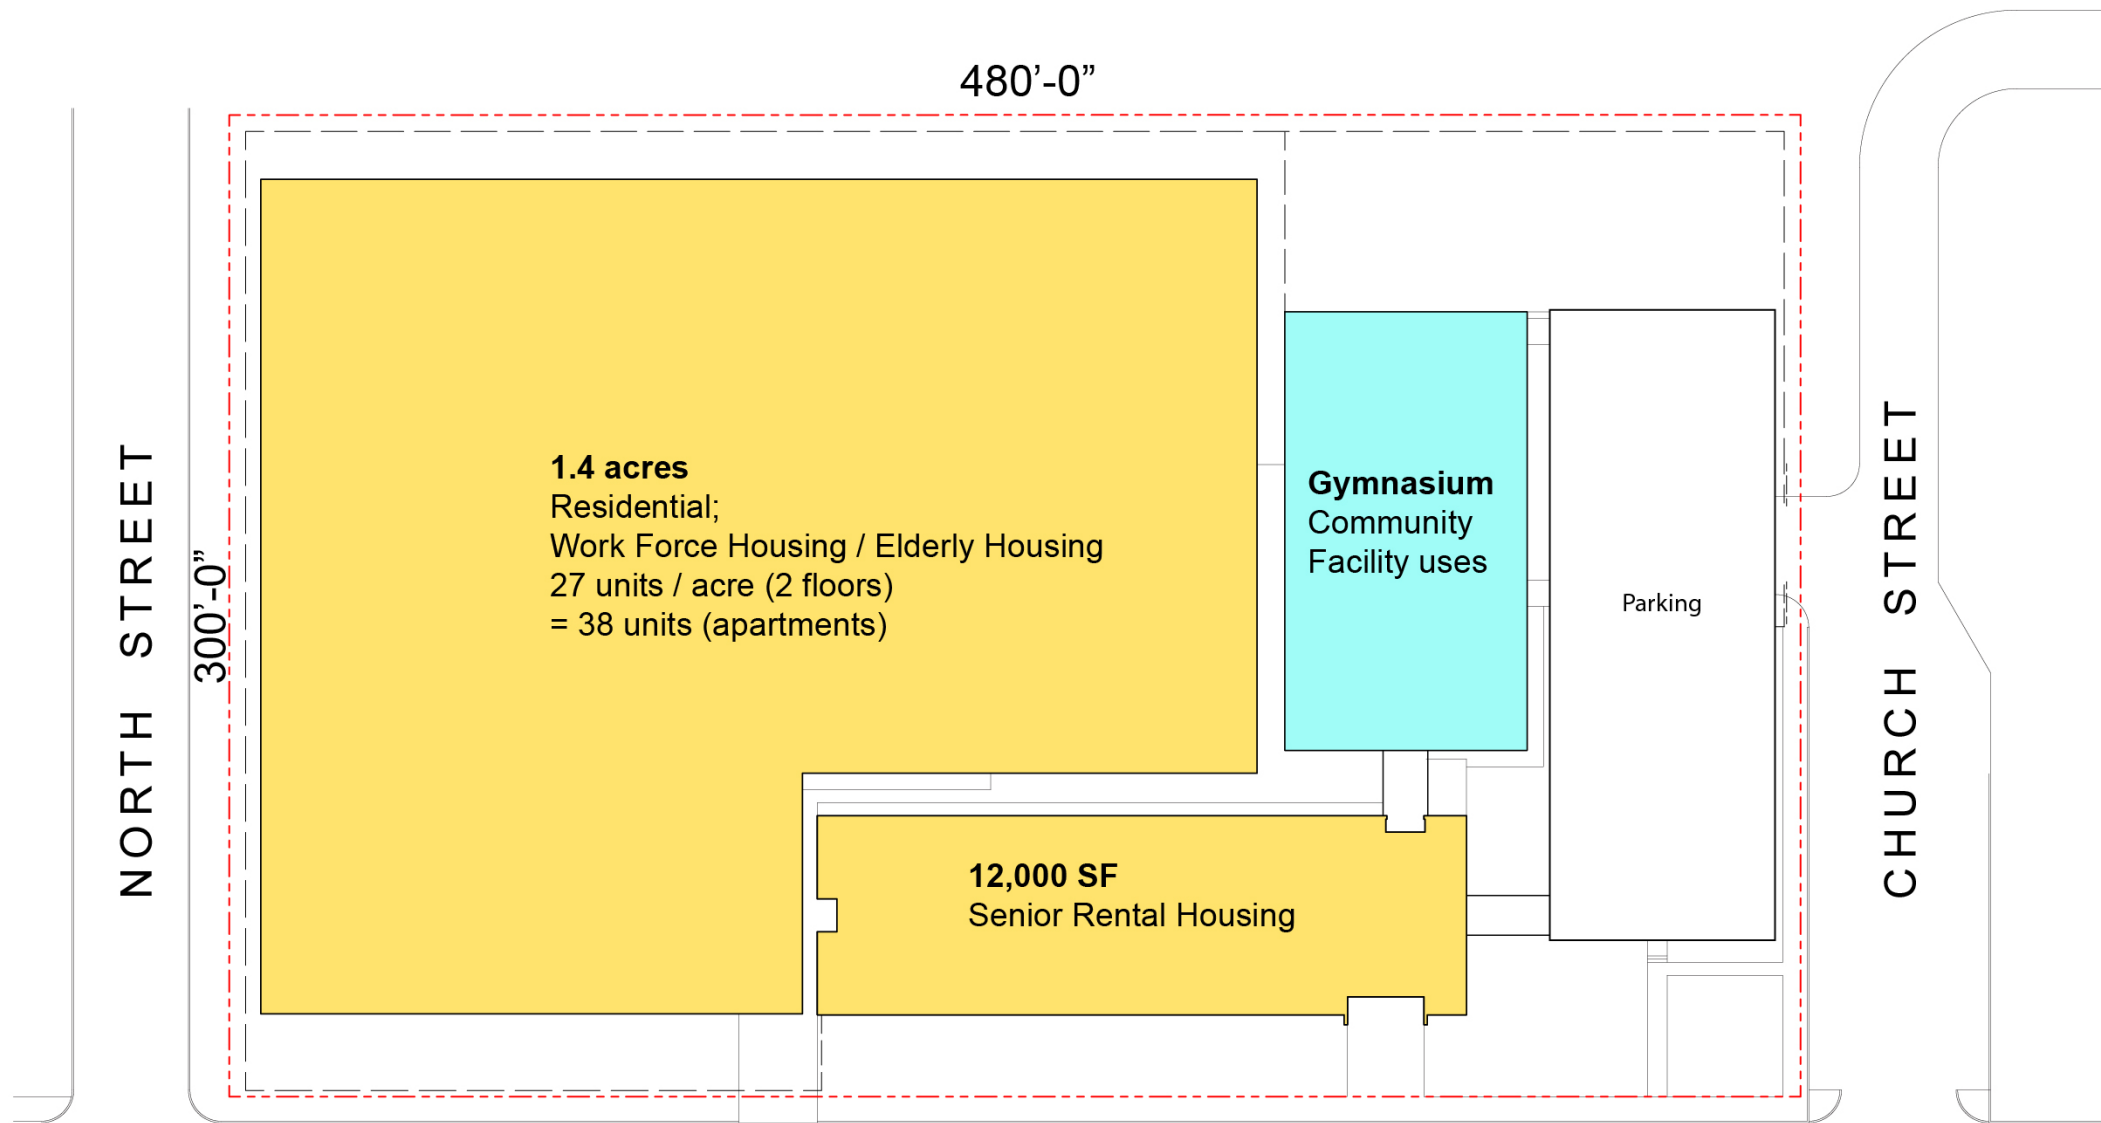 480’-0”
NORTH STREET
300’-0”
1.4 acres
Residential;
Work Force Housing / Elderly Housing
27 units / acre (2 floors)
= 38 units (apartments)
Gymnasium
Community
Facility uses
Parking
CHURCH STREET
12,000 SF
Senior Rental Housing